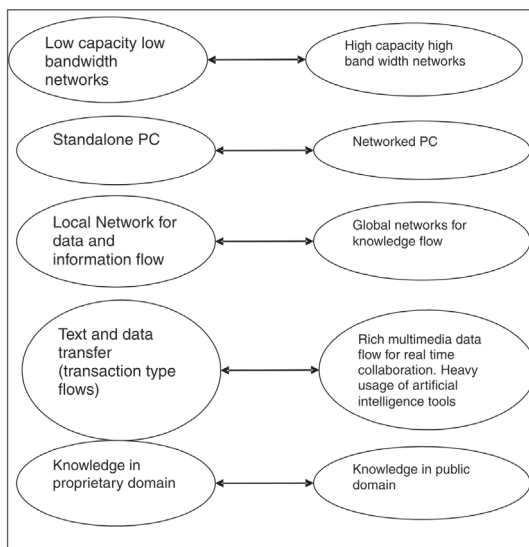 Low capacity low
bandwidth
networks
High capacity high
band width networks
Standalone PC
Networked PC
Local Network for
data and
information flow
Global networks for
knowledge flow
Text and data
transfer
(transaction type
flows)
Rich multimedia data
flow for real time
collaboration. Heavy
usage of artificial
intelligence tools
Knowledge in
proprietary domain
Knowledge in public
domain